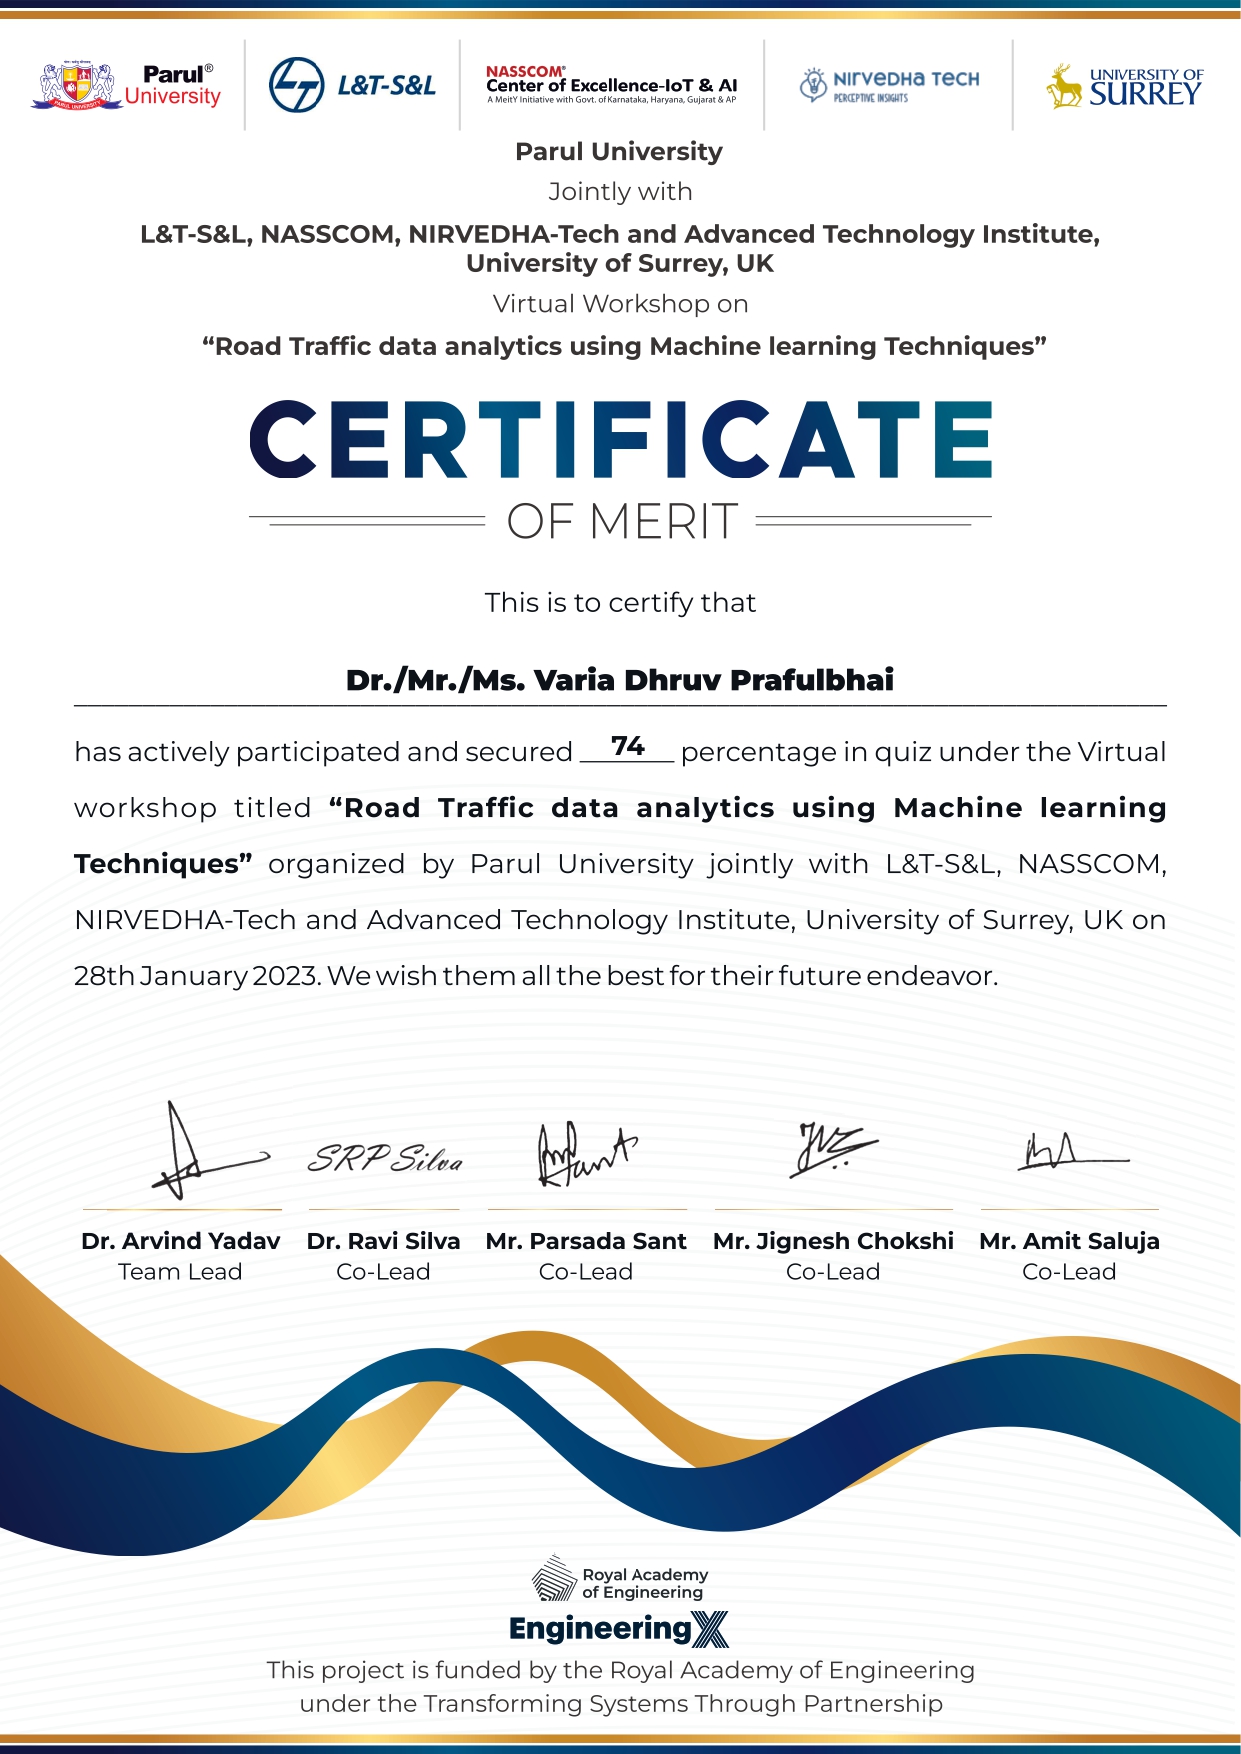 Parul®
University
PARUL UNIVERSITY
L&T-S&L
NASSCOM®
Center of Excellence-IoT & AI
A MeitY Initiative with Govt. of Karnataka, Haryana, Gujarat & AP
NIRVEDHA TECH
PERCEPTIVE INSIGHTS
UNIVERSITY OF
SURREY
Parul University
Jointly with
L&T-S&L, NASSCOM, NIRVEDHA-Tech and Advanced Technology Institute,
University of Surrey, UK
Virtual Workshop on
“Road Traffic data analytics using Machine learning Techniques”
CERTIFICATE
OF MERIT
This is to certify that
Dr./Mr./Ms. Varia Dhruv Prafulbhai
has actively participated and secured 74 percentage in quiz under the Virtual
workshop titled “Road Traffic data analytics using Machine learning
Techniques” organized by Parul University jointly with L&T-S&L, NASSCOM,
NIRVEDHA-Tech and Advanced Technology Institute, University of Surrey, UK on
28th January 2023. We wish them all the best for their future endeavor.
SRP Silva
Dr. Arvind Yadav
Team Lead
Dr. Ravi Silva
Co-Lead
Mr. Parsada Sant
Co-Lead
Mr. Jignesh Chokshi
Co-Lead
Mr. Amit Saluja
Co-Lead
Royal Academy
of Engineering
EngineeringX
This project is funded by the Royal Academy of Engineering
under the Transforming Systems Through Partnership